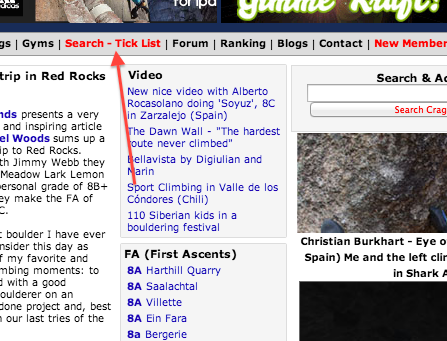 for ipa
Gimme Kraft!
gs | Gyms | Search - Tick List | Forum | Ranking | Blogs | Contact | New Member
trip in Red Rocks
nds presents a very
and inspiring article
el Woods sums up a
ip to Red Rocks.
th Jimmy Webb they
Meadow Lark Lemon
personal grade of 8B+
ey make the FA of
C.
t boulder I have ever
nsider this day as
f my favorite and
mbing moments: to
d with a good
oulderer on an
done project and, best
n our last tries of the
Video
New nice video with Alberto
Rocasolano doing 'Soyuz', 8C
in Zarzalejo (Spain)
The Dawn Wall - "The hardest
route never climbed"
Bellavista by Digiulian and
Marin
Sport Climbing in Valle de los
Cóndores (Chili)
110 Siberian kids in a
bouldering festival
FA (First Ascents)
8A Harthill Quarry
8A Saalachtal
8A Villette
8A Ein Fara
8a Bergerie
Search & Ad
Search Crag
Christian Burkhart - Eye o
Spain) Me and the left clim
in Shark A